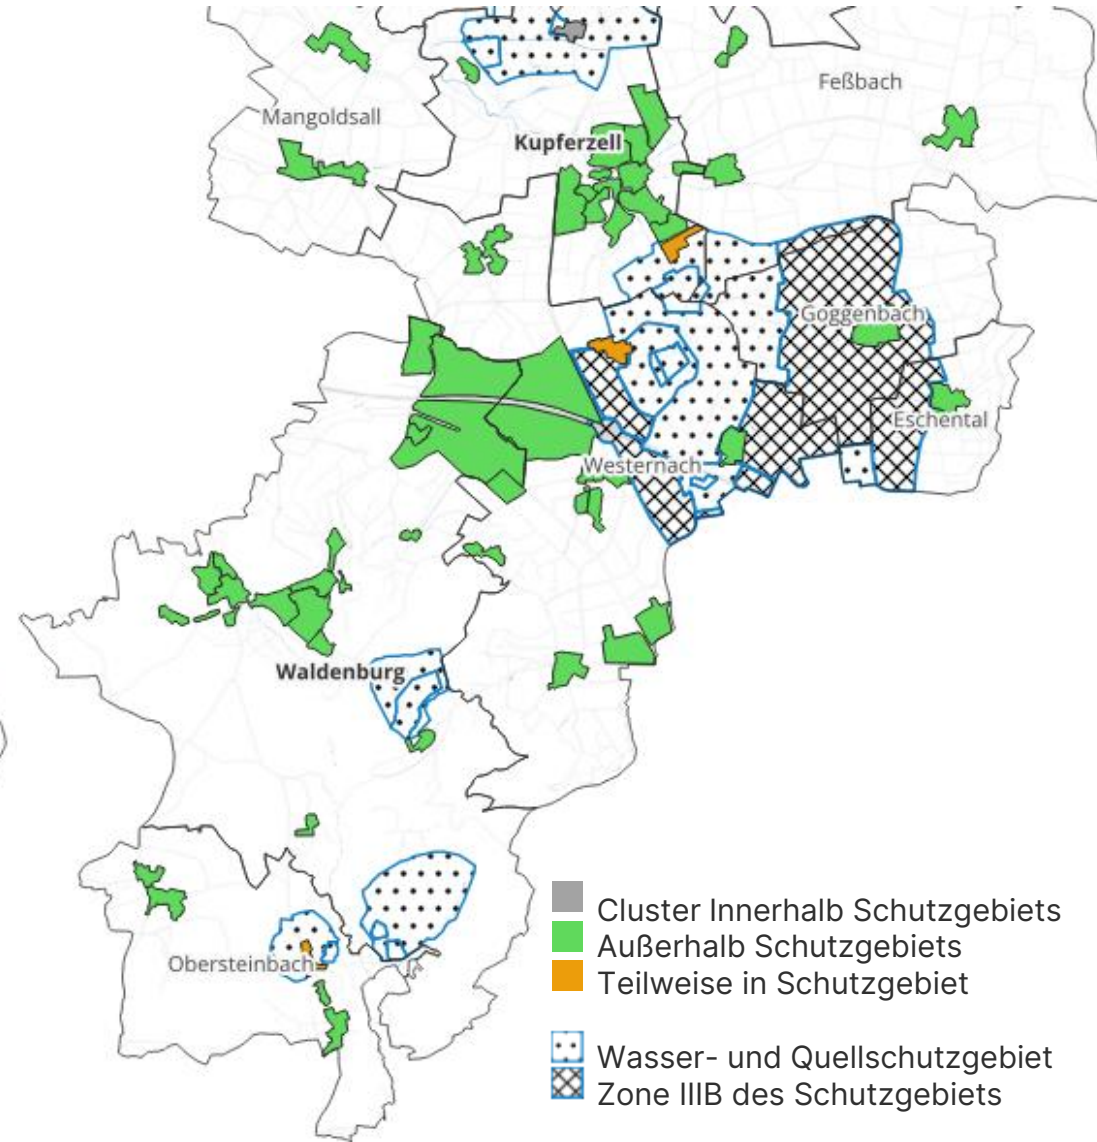 Feßbach
Mangoldsall
Kupferzell
Goggenbach
Eschental
Westernach
Waldenburg
Obersteinbach
Cluster Innerhalb Schutzgebiets
Außerhalb Schutzgebiets
Teilweise in Schutzgebiet
Wasser- und Quellschutzgebiet
Zone IIIB des Schutzgebiets